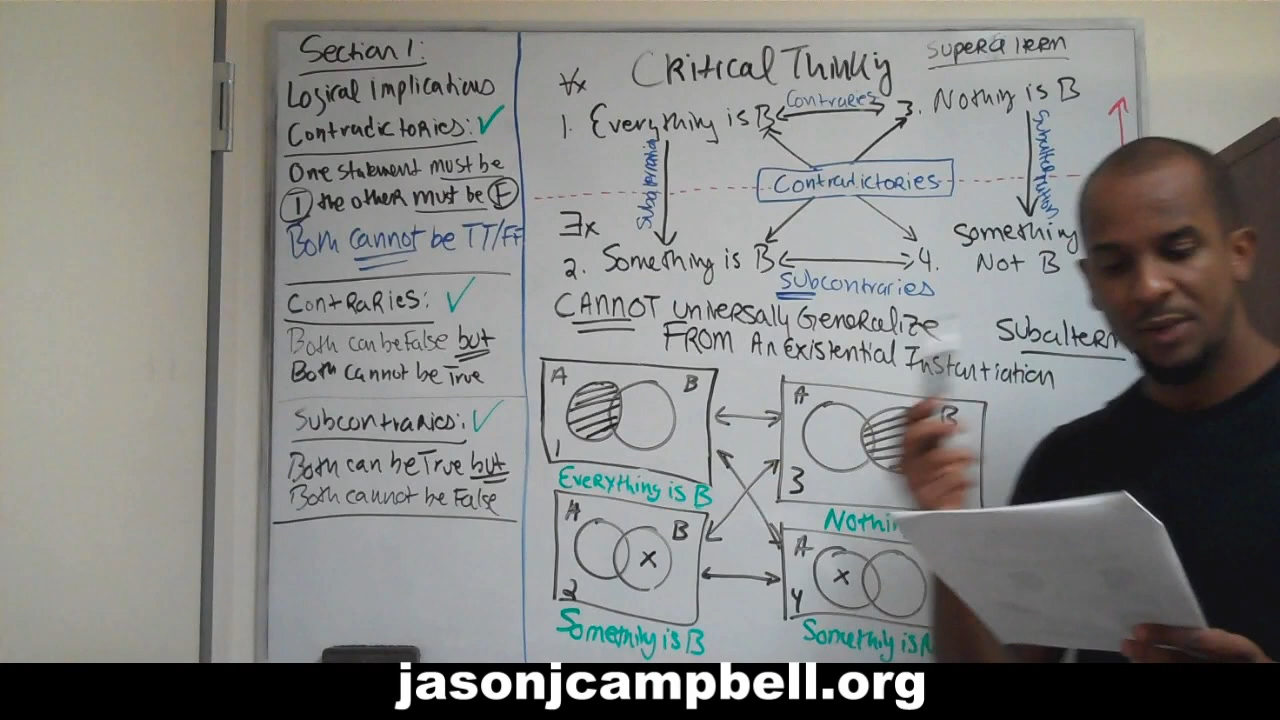 Section 1:
Logical Implications
Contradictories: ✓
One statement must be
T the other must be F
Both cannot be TT/FF
Contraries: ✓
Both can be False but
Both cannot be True
Subcontraries: ✓
Both can be True but
Both cannot be False
Critical Thinking
Superaltern
∀x
1. Everything is B
Contraries
3. Nothing is B
Subalternation
Subalternation
Contradictories
∃x
2. Something is B
Subcontraries
4. Something
Not B
CANNOT Universally Generalize
From An Existential Instantiation
Subaltern
A B
1
Everything is B
A B
3
Nothin
A B
2
Something is B
A
4
Something is N
jasonjcampbell.org